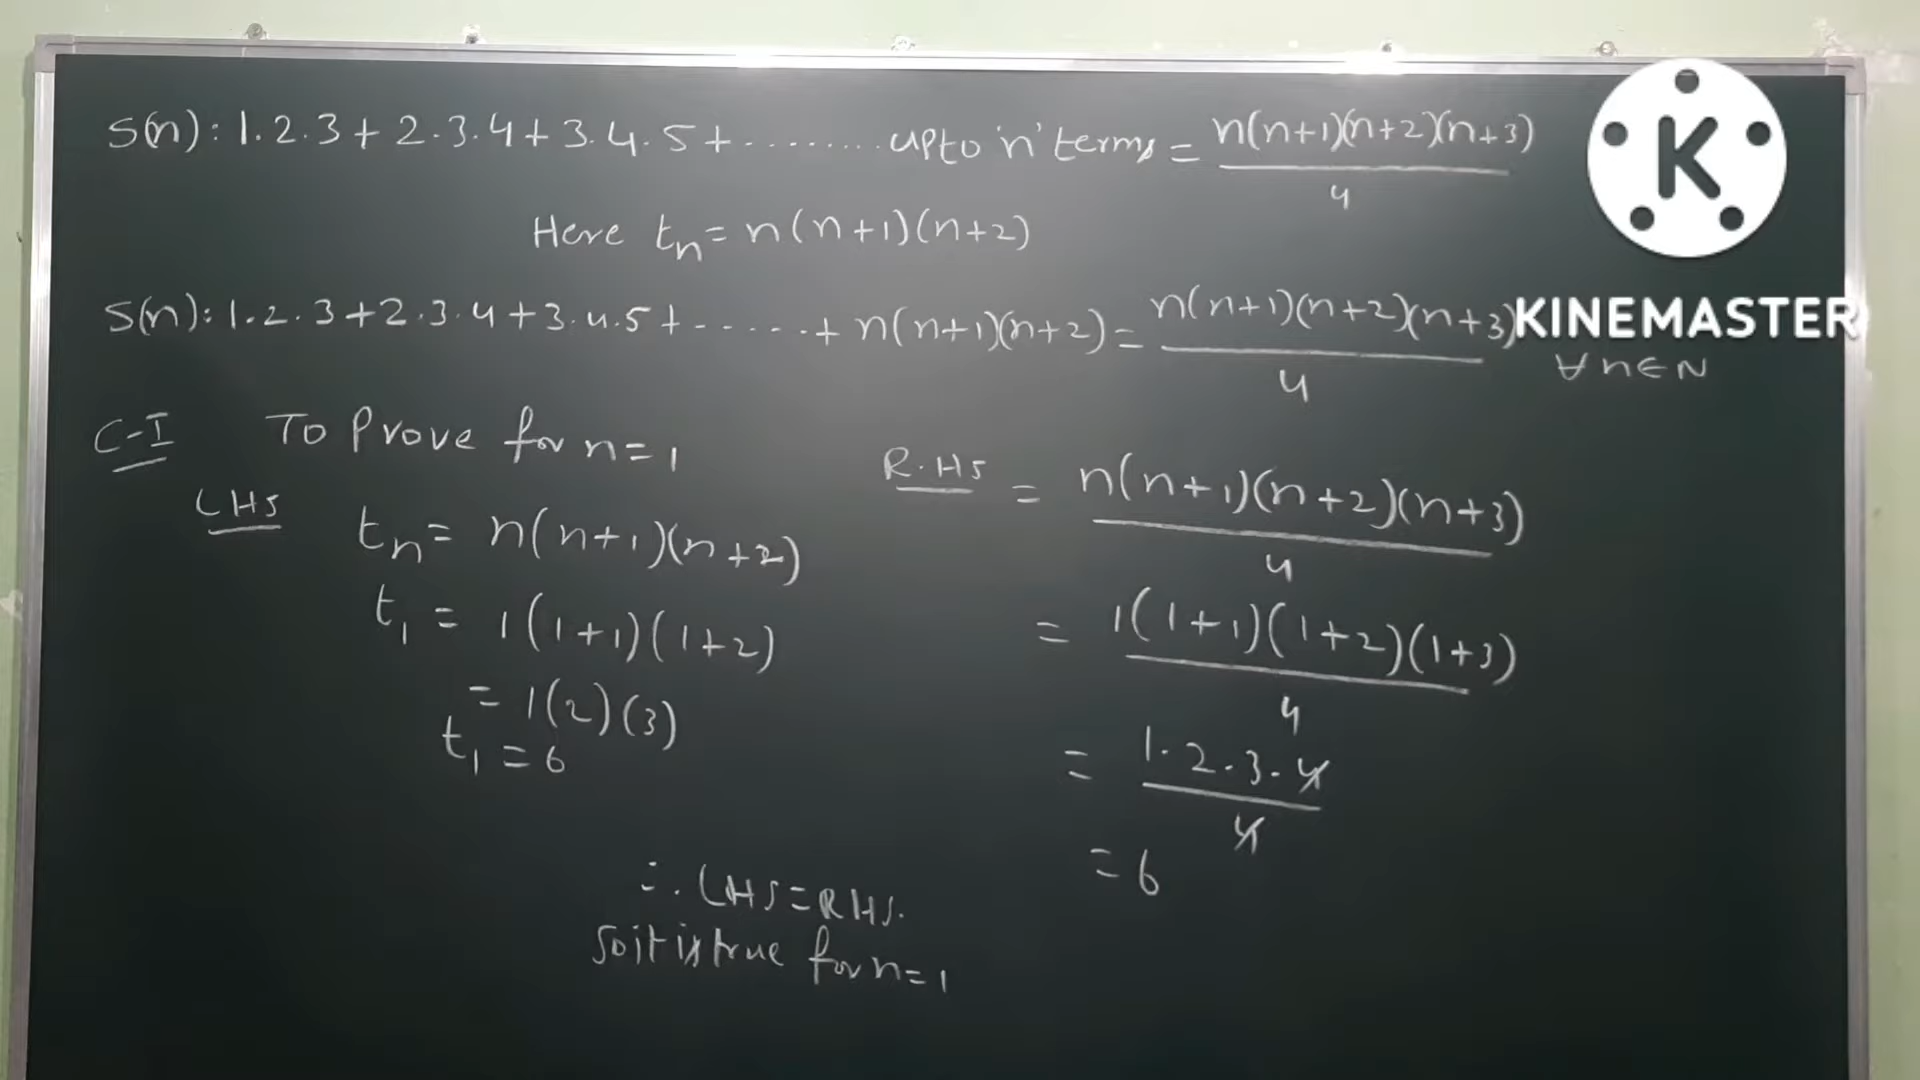 S(n): 1.2.3 + 2.3.4 + 3.4.5 + ........ upto 'n' terms = n(n+1)(n+2)(n+3)
4
Here tn = n(n+1)(n+2)
S(n): 1.2.3 + 2.3.4 + 3.4.5 + ------ + n(n+1)(n+2) = n(n+1)(n+2)(n+3)
4
∀ n∈N
K
KINEMASTER
C-I To Prove for n=1
LHS tn = n(n+1)(n+2)
t1 = 1(1+1)(1+2)
= 1(2)(3)
t1 = 6
R.HS = n(n+1)(n+2)(n+3)
4
= 1(1+1)(1+2)(1+3)
4
= 1.2.3.4
4
= 6
∴. LHS = RHS.
So it is true for n=1